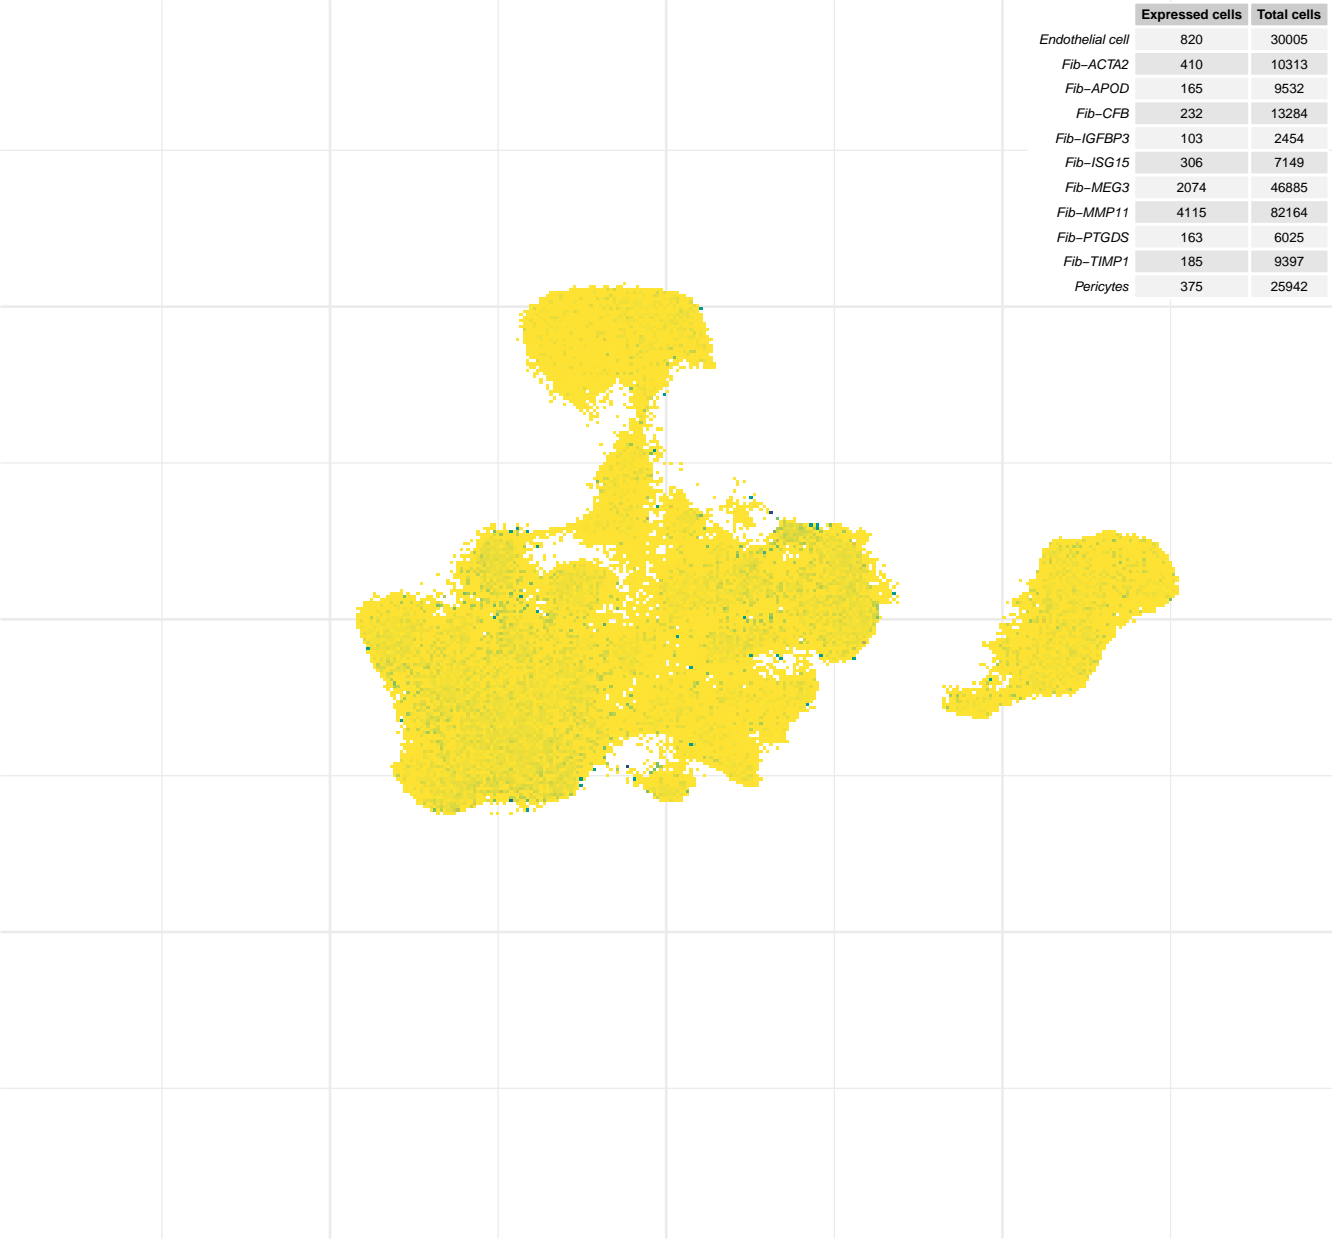 Expressed cells Total cells
Endothelial cell 820 30005
Fib−ACTA2 410 10313
Fib−APOD 165 9532
Fib−CFB 232 13284
Fib−IGFBP3 103 2454
Fib−ISG15 306 7149
Fib−MEG3 2074 46885
Fib−MMP11 4115 82164
Fib−PTGDS 163 6025
Fib−TIMP1 185 9397
Pericytes 375 25942